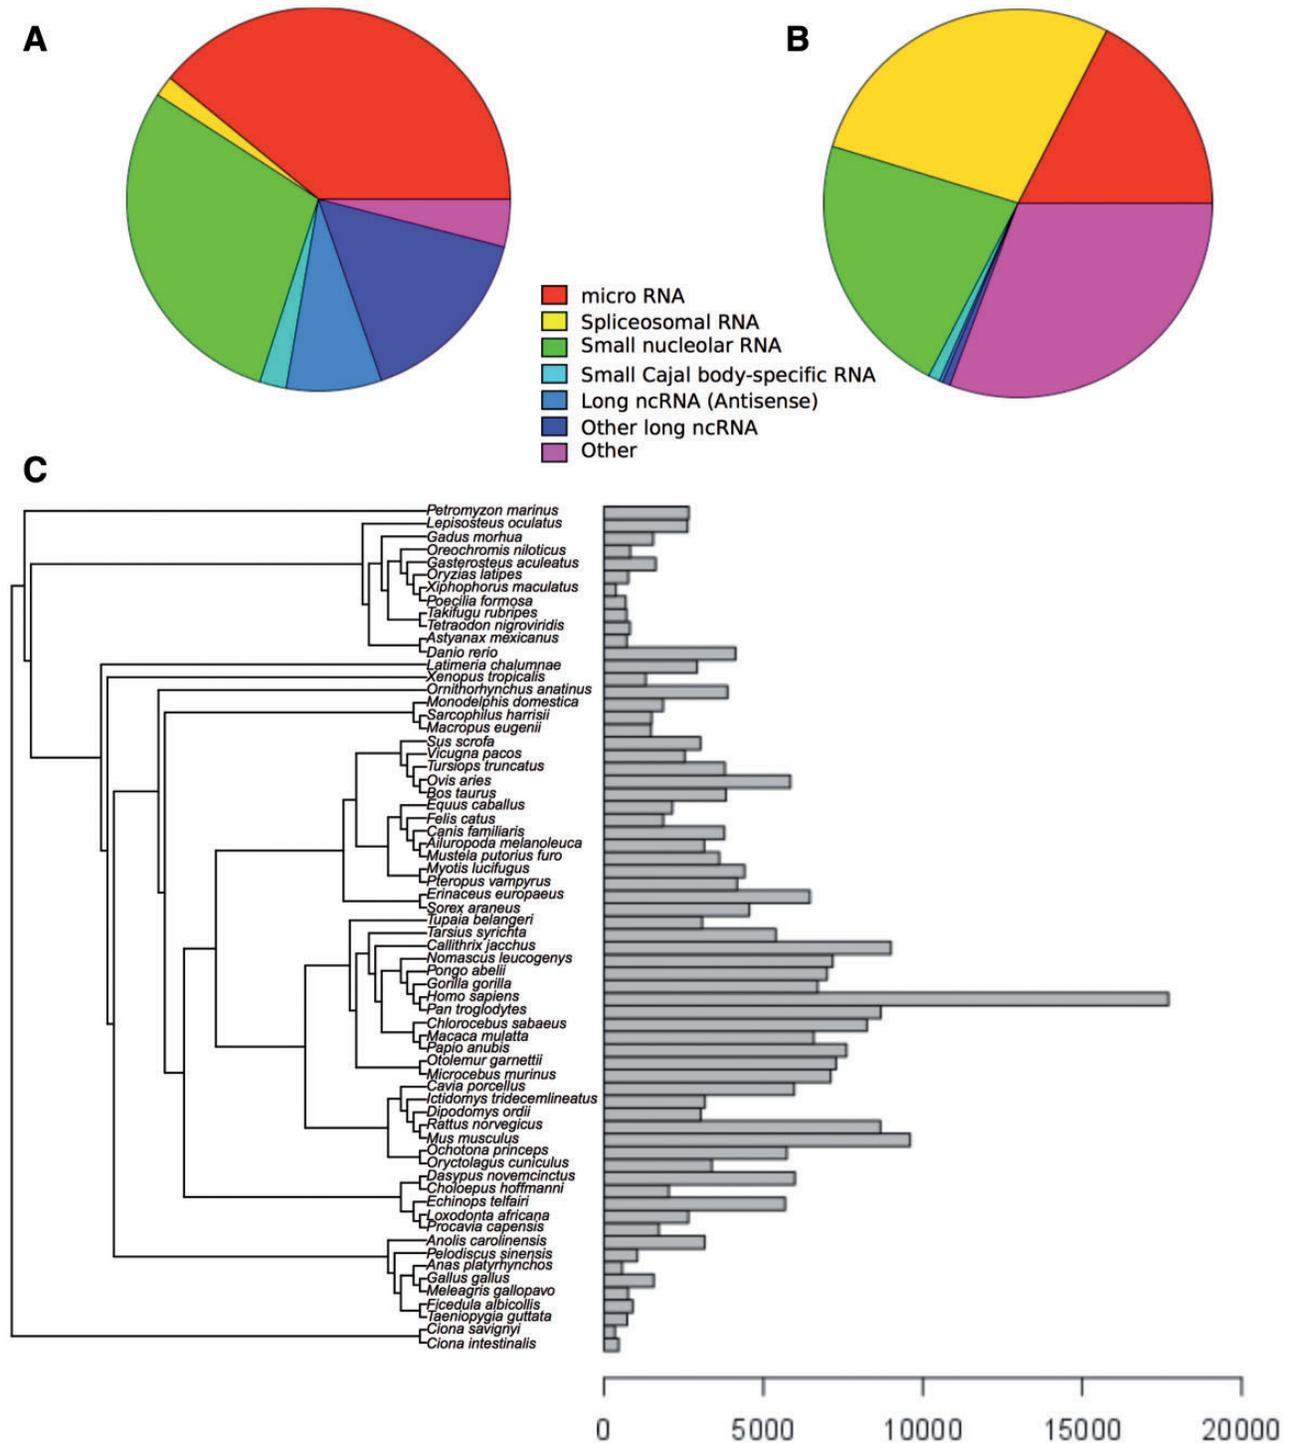 A
B
micro RNA
Spliceosomal RNA
Small nucleolar RNA
Small Cajal body-specific RNA
Long ncRNA (Antisense)
Other long ncRNA
Other
C
Petromyzon marinus
Lepisosteus oculatus
Gadus morhua
Oreochromis niloticus
Gasterosteus aculeatus
Oryzias latipes
Xiphophorus maculatus
Poecilia formosa
Takifugu rubripes
Tetraodon nigroviridis
Astyanax mexicanus
Danio rerio
Latimeria chalumnae
Xenopus tropicalis
Ornithorhynchus anatinus
Monodelphis domestica
Sarcophilus harrisii
Macropus eugenii
Sus scrofa
Vicugna pacos
Tursiops truncatus
Ovis aries
Bos taurus
Equus caballus
Felis catus
Canis familiaris
Ailuropoda melanoleuca
Mustela putorius furo
Myotis lucifugus
Pteropus vampyrus
Erinaceus europaeus
Sorex araneus
Tupaia belangeri
Tarsius syrichta
Callithrix jacchus
Nomascus leucogenys
Pongo abelii
Gorilla gorilla
Homo sapiens
Pan troglodytes
Chlorocebus sabaeus
Macaca mulatta
Papio anubis
Otolemur garnettii
Microcebus murinus
Cavia porcellus
Ictidomys tridecemlineatus
Dipodomys ordii
Rattus norvegicus
Mus musculus
Ochotona princeps
Oryctolagus cuniculus
Dasypus novemcinctus
Choloepus hoffmanni
Echinops telfairi
Loxodonta africana
Procavia capensis
Anolis carolinensis
Pelodiscus sinensis
Anas platyrhynchos
Gallus gallus
Meleagris gallopavo
Ficedula albicollis
Taeniopygia guttata
Ciona savignyi
Ciona intestinalis
0 5000 10000 15000 20000